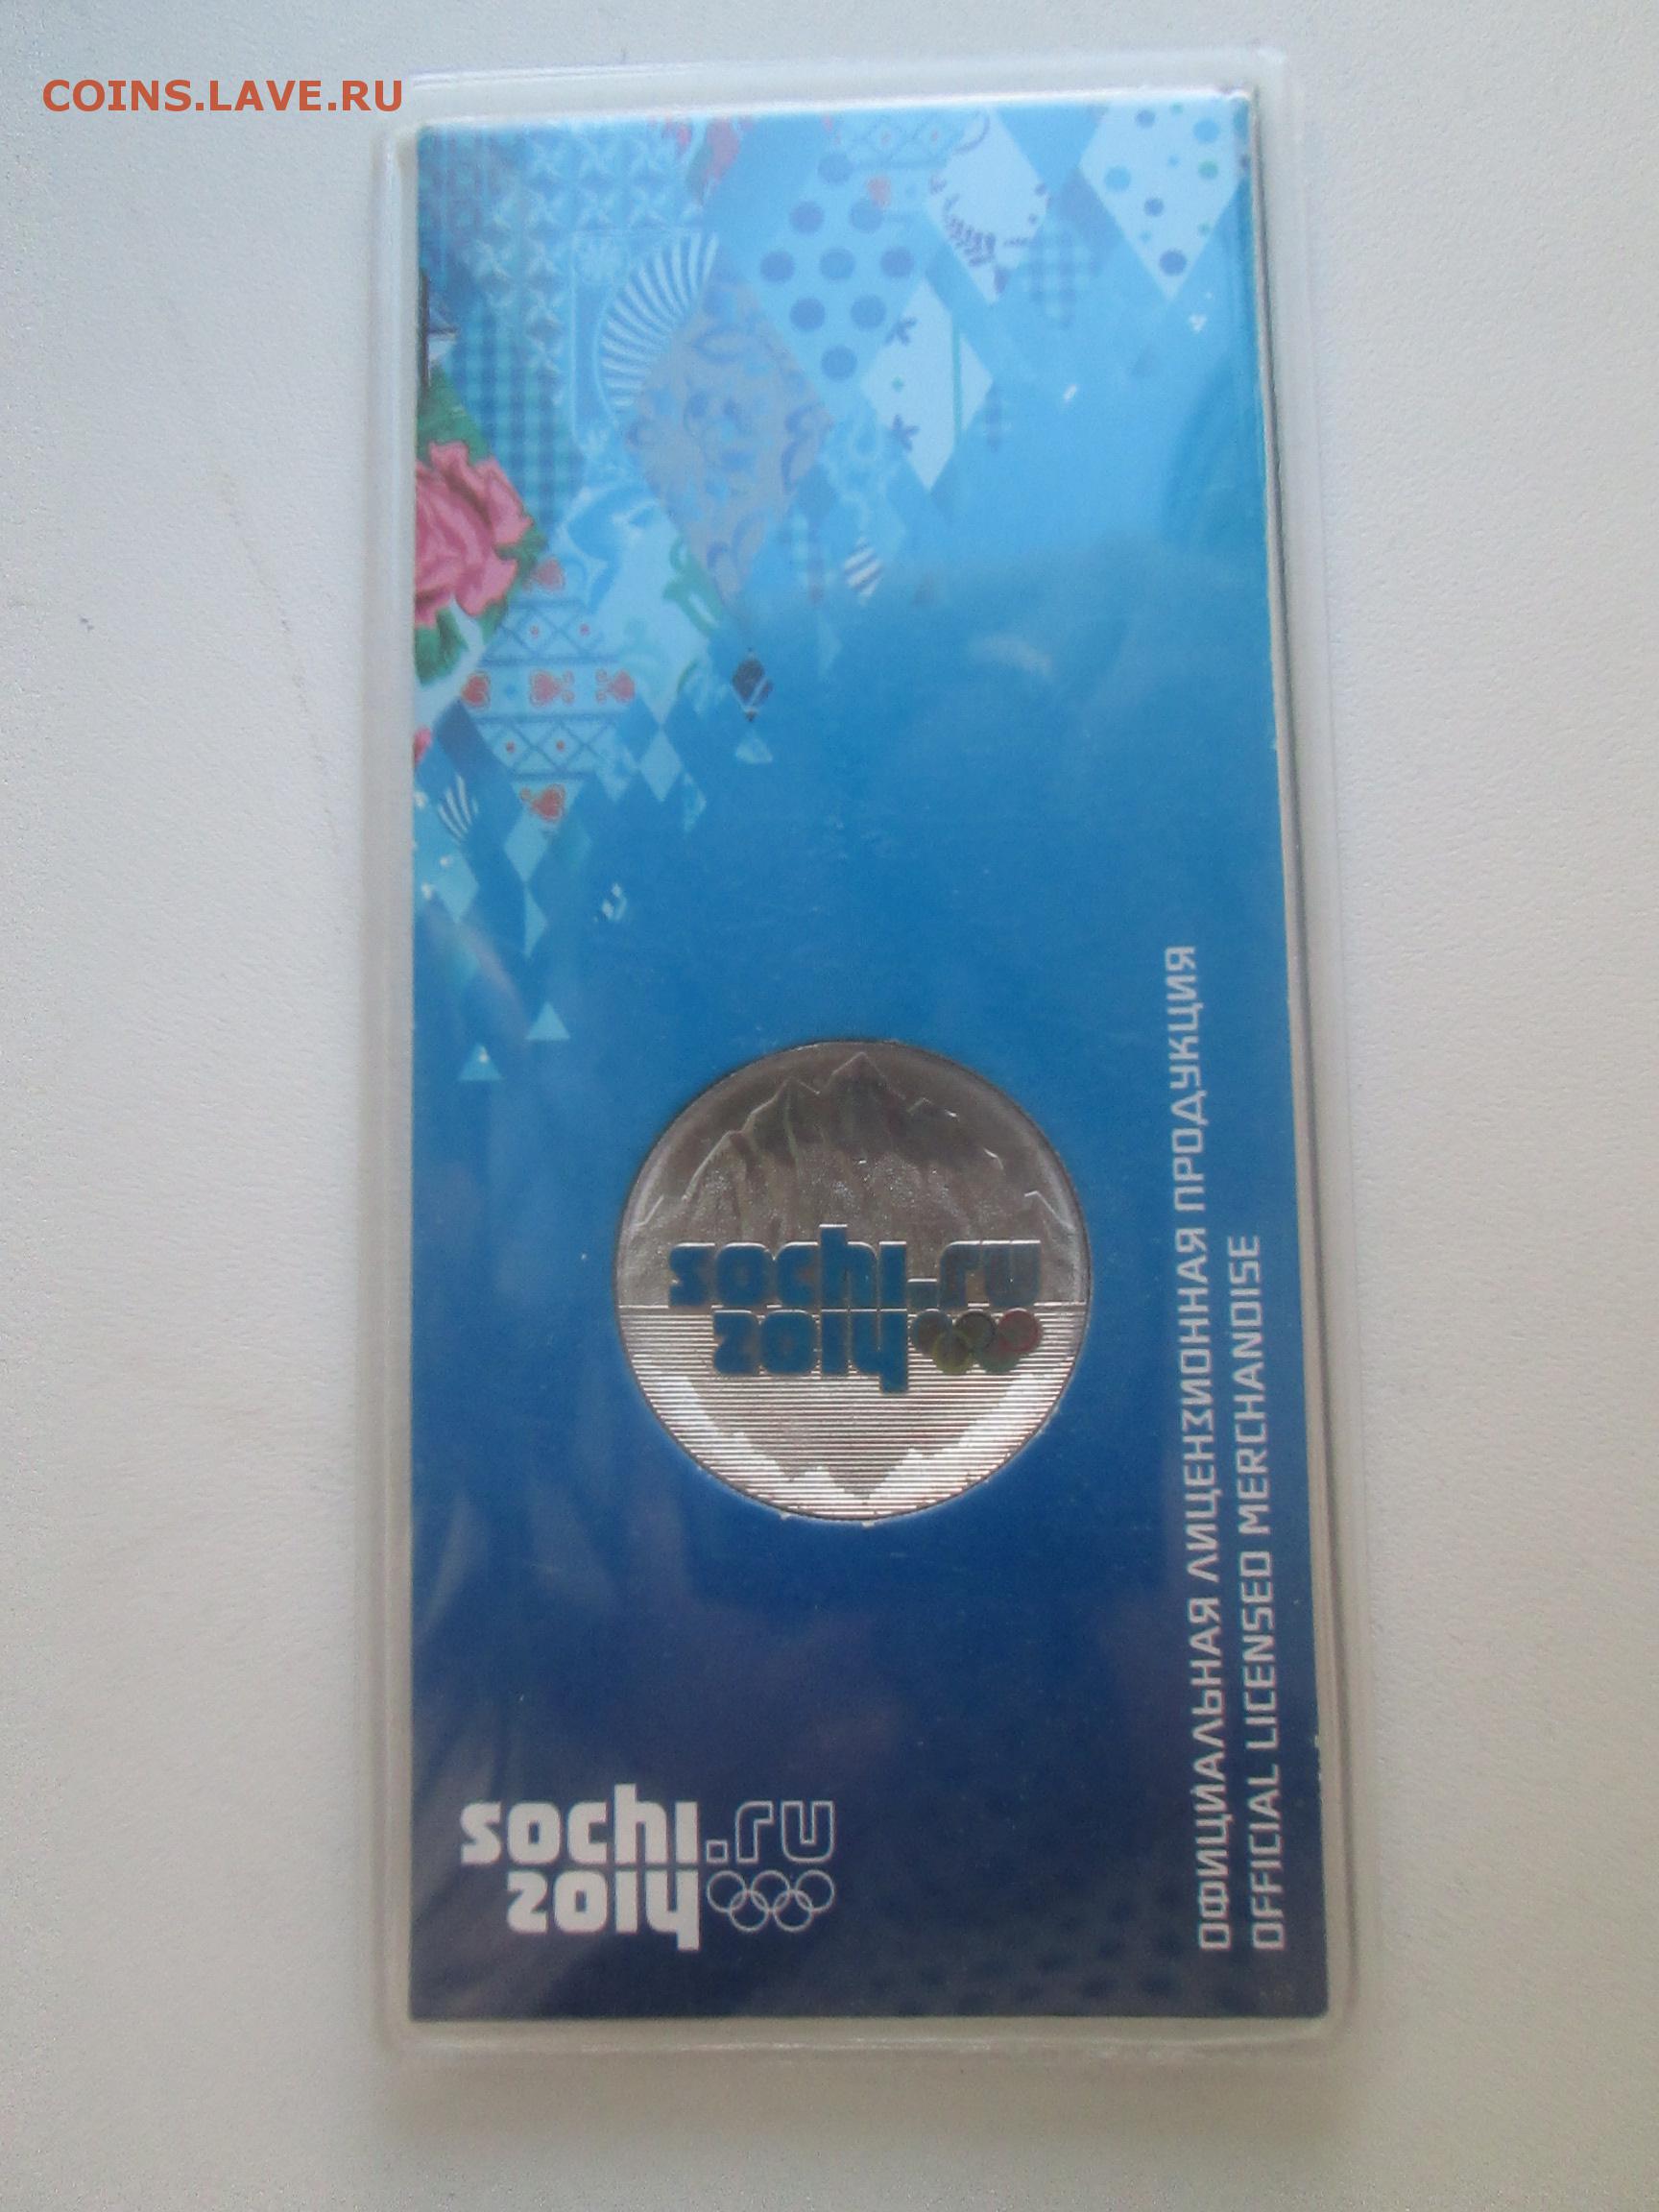 COINS.LAVE.RU
sochi.ru
2014
sochi.ru
2014
ОФИЦИАЛЬНАЯ ЛИЦЕНЗИОННАЯ ПРОДУКЦИЯ
OFFICIAL LICENSED MERCHANDISE